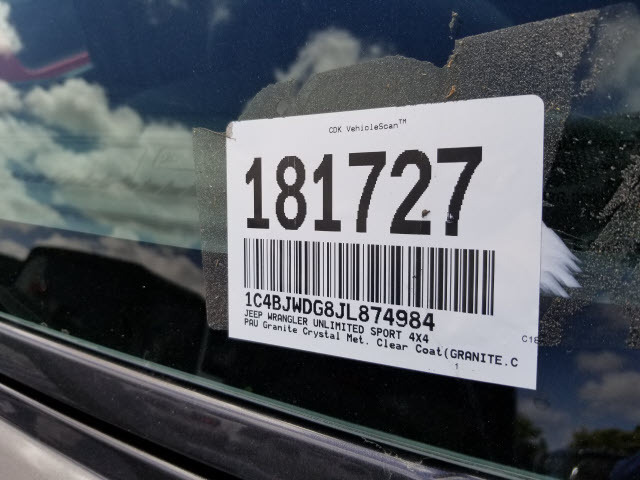 CDK VehicleScan™
181727
1C4BJWDG8JL874984
JEEP WRANGLER UNLIMITED SPORT 4X4
PAU Granite Crystal Met. Clear Coat(GRANITE.C